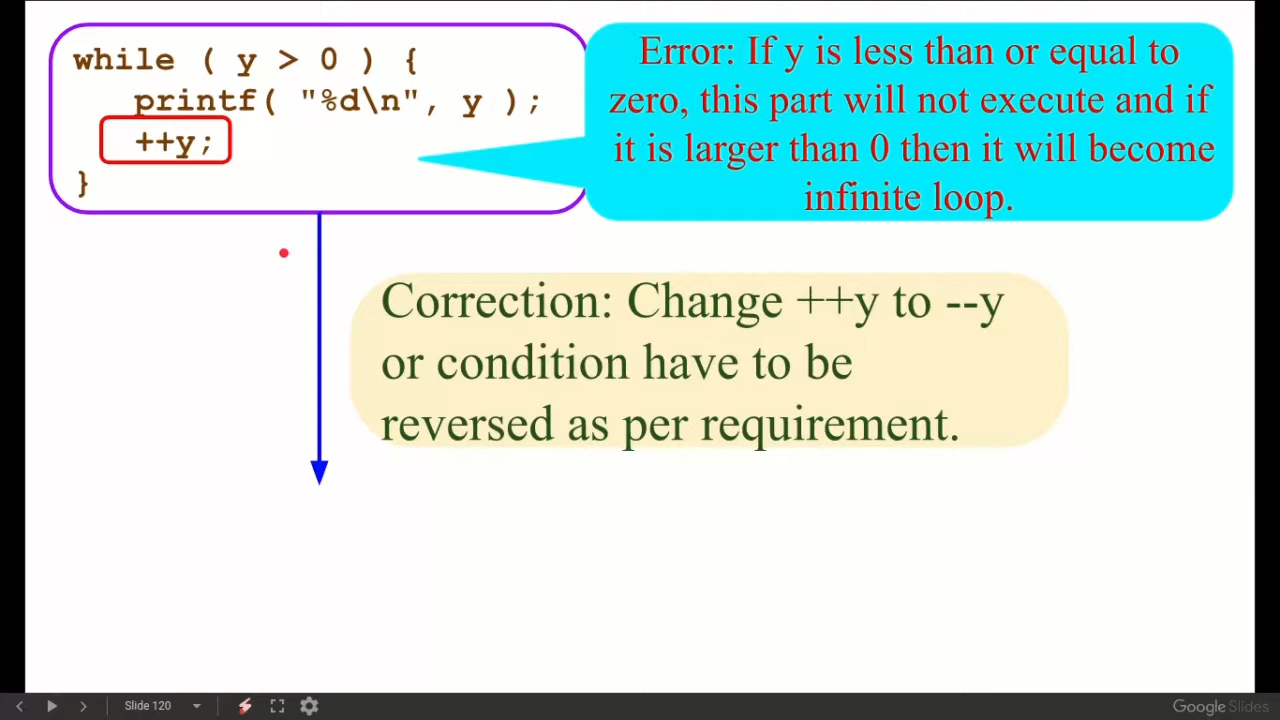 while ( y > 0 ) {
printf( "%d\n", y );
++y;
}
Error: If y is less than or equal to
zero, this part will not execute and if
it is larger than 0 then it will become
infinite loop.
Correction: Change ++y to --y
or condition have to be
reversed as per requirement.
Slide 120
Google Slides